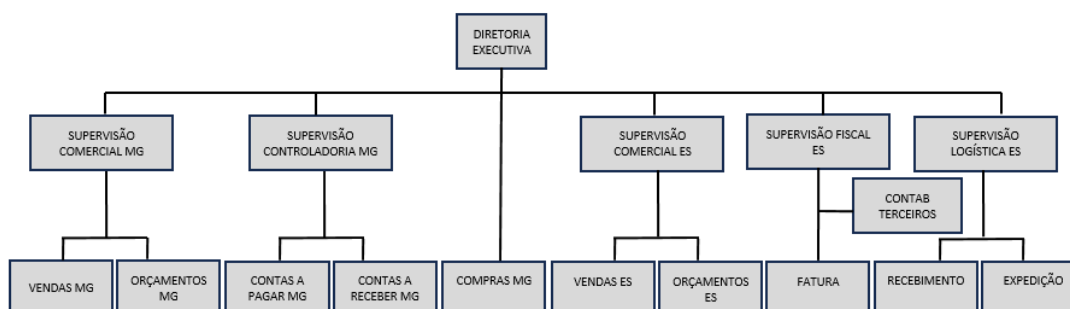 DIRETORIA
EXECUTIVA
SUPERVISÃO
COMERCIAL MG
SUPERVISÃO
CONTROLADORIA MG
SUPERVISÃO
COMERCIAL ES
SUPERVISÃO FISCAL
ES
SUPERVISÃO
LOGÍSTICA ES
CONTAB
TERCEIROS
VENDAS MG
ORÇAMENTOS
MG
CONTAS A
PAGAR MG
CONTAS A
RECEBER MG
COMPRAS MG
VENDAS ES
ORÇAMENTOS
ES
FATURA
RECEBIMENTO
EXPEDIÇÃO